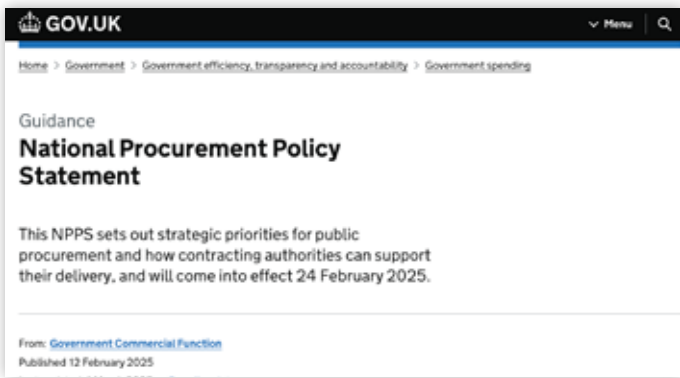 GOV.UK
Menu
Home > Government > Government efficiency, transparency and accountability > Government spending
Guidance
National Procurement Policy
Statement
This NPPS sets out strategic priorities for public
procurement and how contracting authorities can support
their delivery, and will come into effect 24 February 2025.
From: Government Commercial Function
Published 12 February 2025